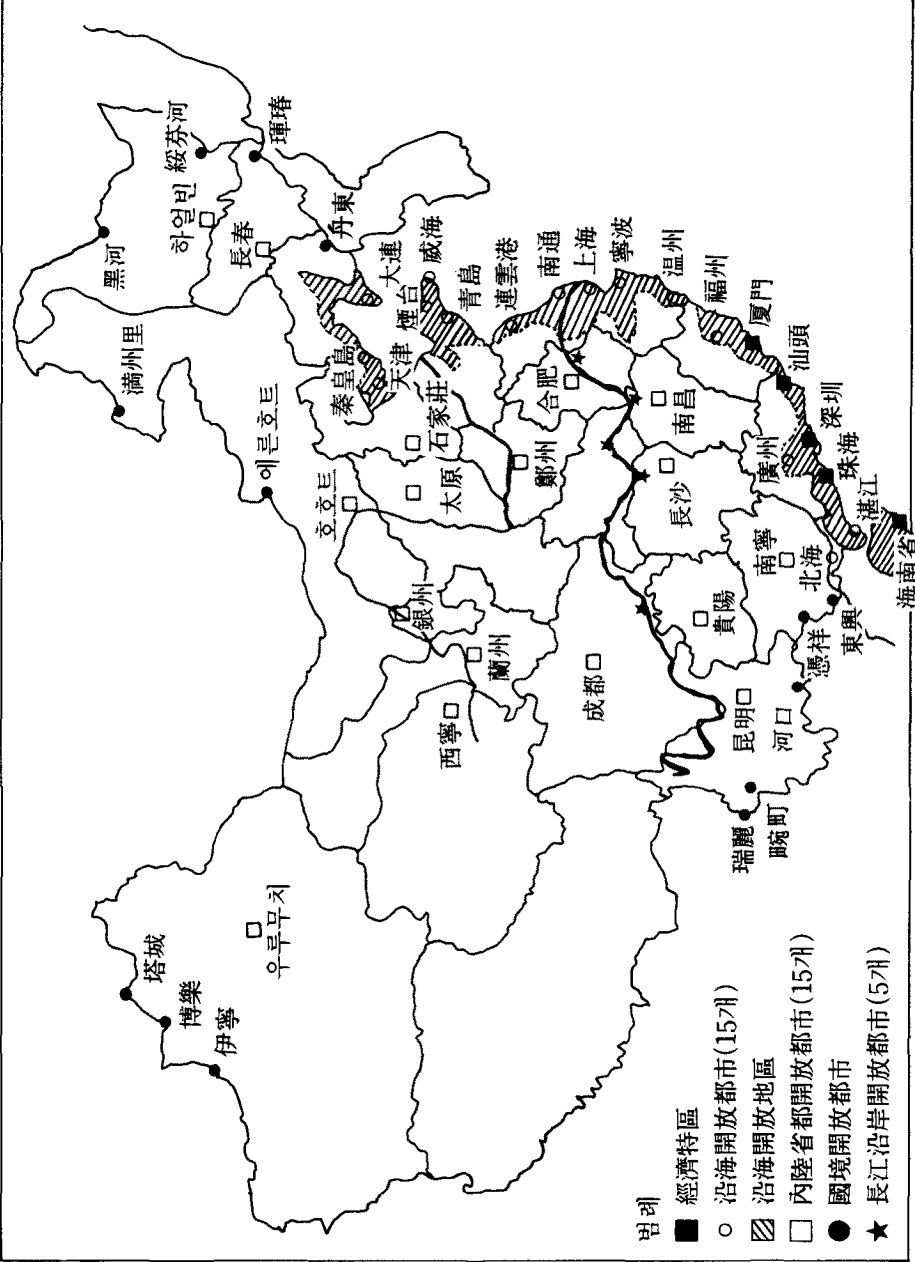 黑河
하얼빈
綏芬河
滿州里
長春
琿春
에른호트
丹東
秦皇島
大連
호호트
天津
煙台
威海
石家莊
靑島
太原
連雲港
銀州
鄭州
合肥
南通
上海
蘭州
寧波
西寧
温州
南昌
成都
長沙
福州
厦門
貴陽
廣州
汕頭
深圳
昆明
南寧
珠海
河口
北海
湛江
憑祥
東興
海南省
瑞麗
畹町
우루무치
塔城
博樂
伊寧
범례
■ 經濟特區
○ 沿海開放都市(15개)
沿海開放地區
□ 內陸省都開放都市(15개)
● 國境開放都市
★ 長江沿岸開放都市(5개)